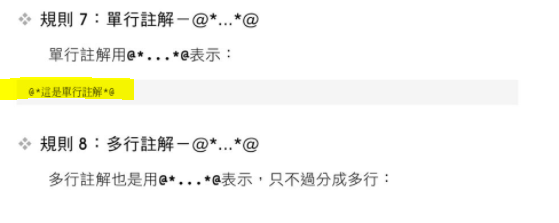 ❖ 規則 7：單行註解－@*...*@
單行註解用@*...*@表示：
@*這是單行註解*@
❖ 規則 8：多行註解－@*...*@
多行註解也是用@*...*@表示，只不過分成多行：